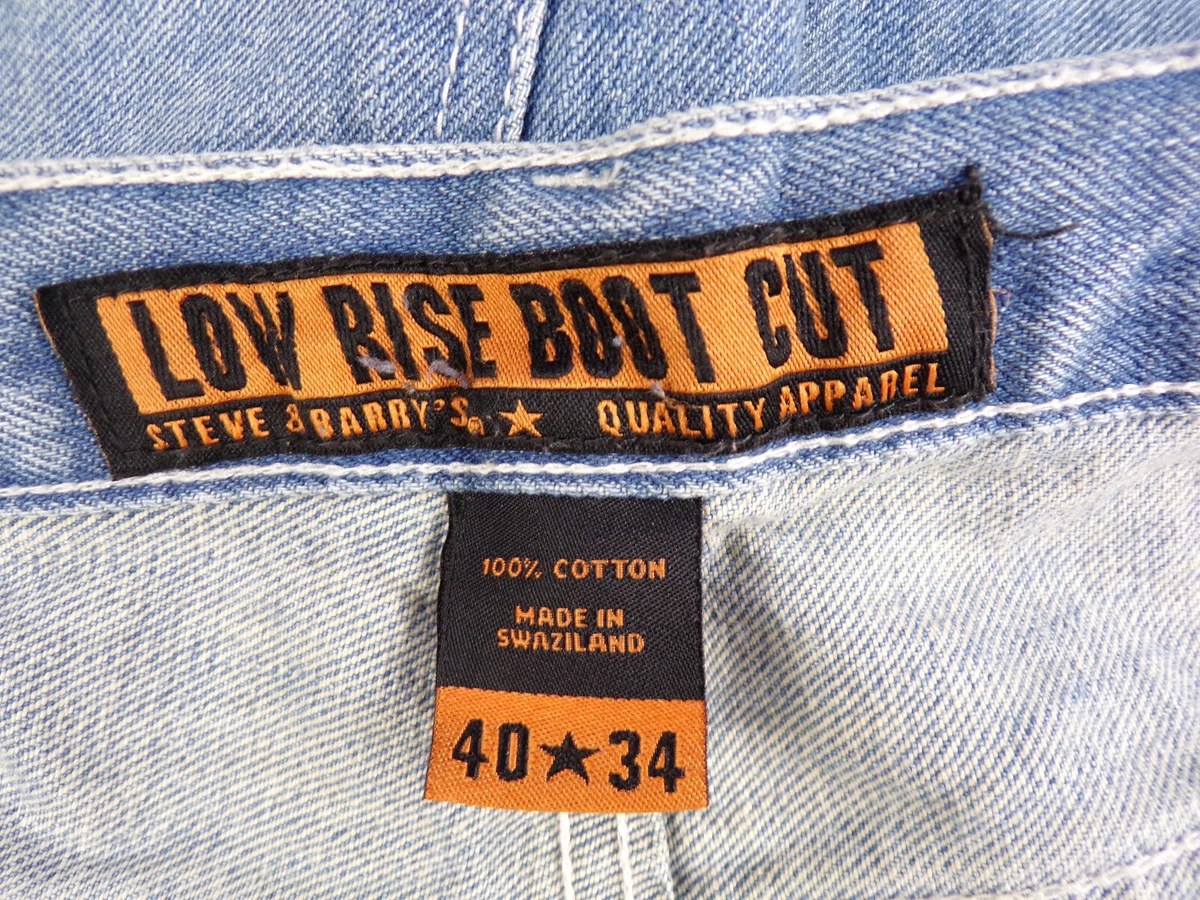 LOW RISE BOOT CUT
STEVE & BARRY'S® ★ QUALITY APPAREL
100% COTTON
MADE IN
SWAZILAND
40★34